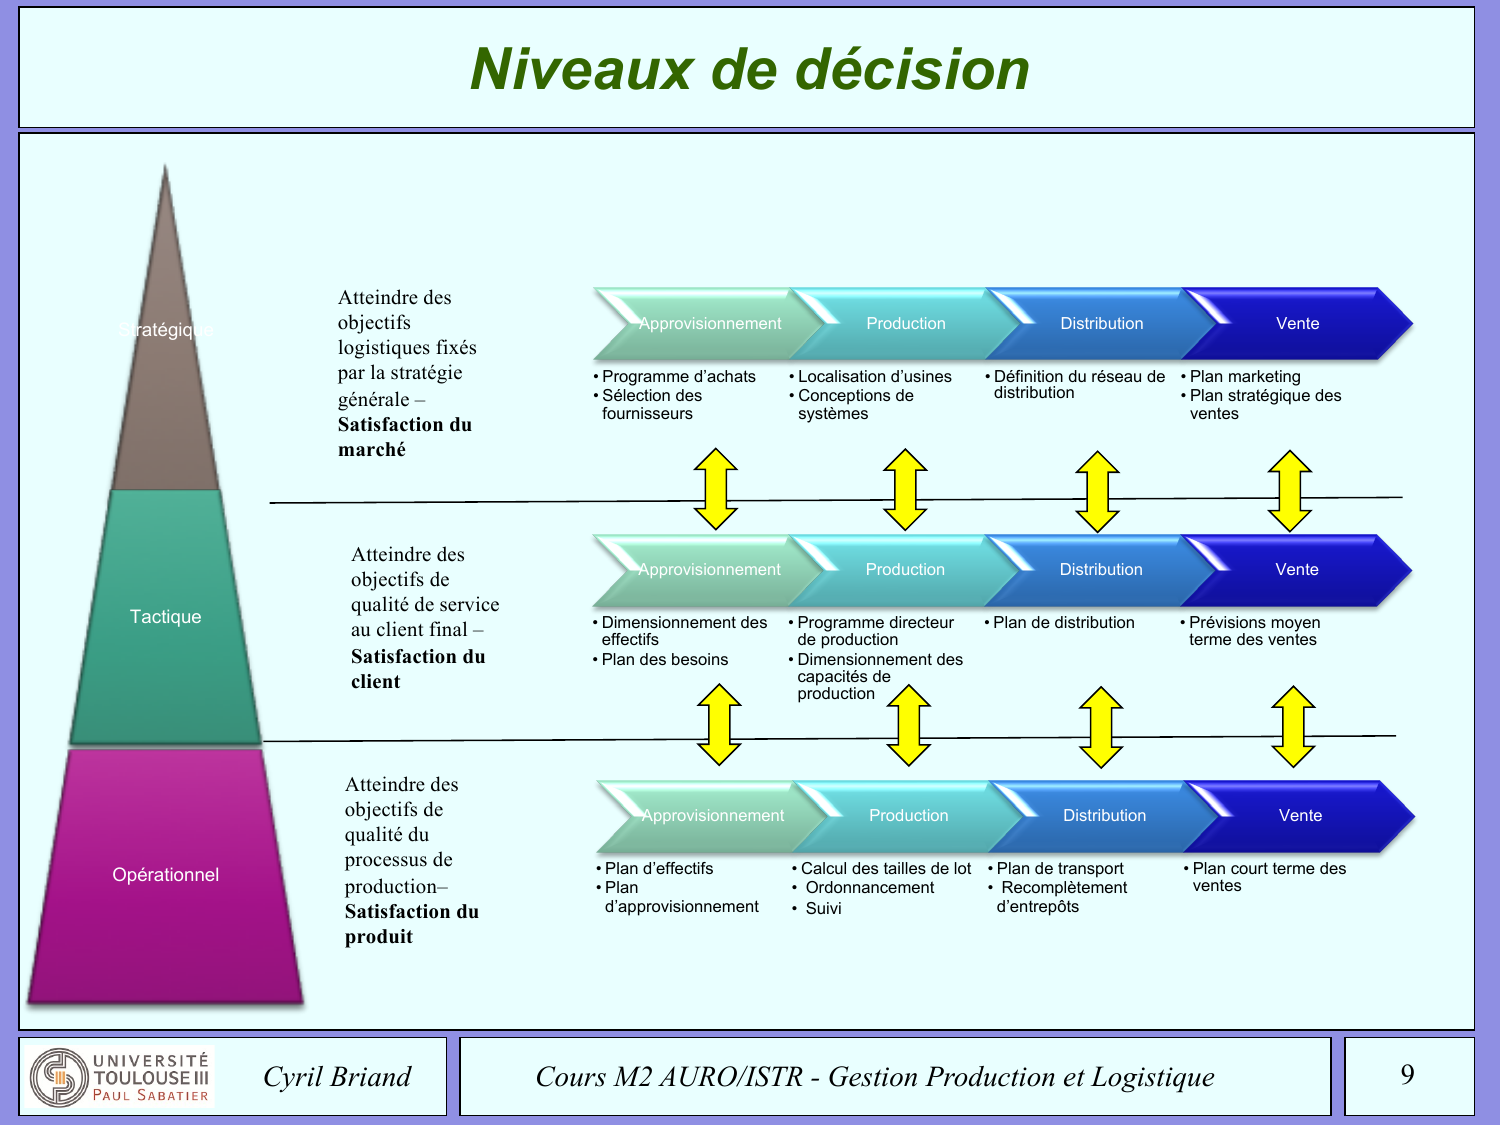 Niveaux de décision
Stratégique
Atteindre des
objectifs
logistiques fixés
par la stratégie
générale –
Satisfaction du
marché
Approvisionnement
Production
Distribution
Vente
• Programme d’achats
• Sélection des
fournisseurs
• Localisation d’usines
• Conceptions de
systèmes
• Définition du réseau de
distribution
• Plan marketing
• Plan stratégique des
ventes
Tactique
Atteindre des
objectifs de
qualité de service
au client final –
Satisfaction du
client
Approvisionnement
Production
Distribution
Vente
• Dimensionnement des
effectifs
• Plan des besoins
• Programme directeur
de production
• Dimensionnement des
capacités de
production
• Plan de distribution
• Prévisions moyen
terme des ventes
Opérationnel
Atteindre des
objectifs de
qualité du
processus de
production–
Satisfaction du
produit
Approvisionnement
Production
Distribution
Vente
• Plan d’effectifs
• Plan
d’approvisionnement
• Calcul des tailles de lot
• Ordonnancement
• Suivi
• Plan de transport
• Recomplètement
d’entrepôts
• Plan court terme des
ventes
UNIVERSITÉ
TOULOUSE III
PAUL SABATIER
Cyril Briand
Cours M2 AURO/ISTR - Gestion Production et Logistique
9